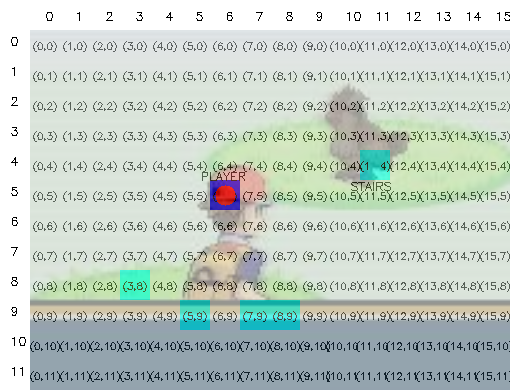 0 1 2 3 4 5 6 7 8 9 10 11 12 13 14 15
0 (0,0) (1,0) (2,0) (3,0) (4,0) (5,0) (6,0) (7,0) (8,0) (9,0) (10,0) (11,0) (12,0) (13,0) (14,0) (15,0)
1 (0,1) (1,1) (2,1) (3,1) (4,1) (5,1) (6,1) (7,1) (8,1) (9,1) (10,1) (11,1) (12,1) (13,1) (14,1) (15,1)
2 (0,2) (1,2) (2,2) (3,2) (4,2) (5,2) (6,2) (7,2) (8,2) (9,2) (10,2) (11,2) (12,2) (13,2) (14,2) (15,2)
3 (0,3) (1,3) (2,3) (3,3) (4,3) (5,3) (6,3) (7,3) (8,3) (9,3) (10,3) (11,3) (12,3) (13,3) (14,3) (15,3)
4 (0,4) (1,4) (2,4) (3,4) (4,4) (5,4) (6,4) (7,4) (8,4) (9,4) (10,4) (12,4) (13,4) (14,4) (15,4)
PLAYER
STAIRS
5 (0,5) (1,5) (2,5) (3,5) (4,5) (5,5) (7,5) (8,5) (9,5) (10,5) (11,5) (12,5) (13,5) (14,5) (15,5)
6 (0,6) (1,6) (2,6) (3,6) (4,6) (5,6) (6,6) (7,6) (8,6) (9,6) (10,6) (11,6) (12,6) (13,6) (14,6) (15,6)
7 (0,7) (1,7) (2,7) (3,7) (4,7) (5,7) (6,7) (7,7) (8,7) (9,7) (10,7) (11,7) (12,7) (13,7) (14,7) (15,7)
8 (0,8) (1,8) (2,8) (3,8) (4,8) (5,8) (6,8) (7,8) (8,8) (9,8) (10,8) (11,8) (12,8) (13,8) (14,8) (15,8)
9 (0,9) (1,9) (2,9) (3,9) (4,9) (5,9) (6,9) (7,9) (8,9) (9,9) (10,9) (11,9) (12,9) (13,9) (14,9) (15,9)
10 (0,10) (1,10) (2,10) (3,10) (4,10) (5,10) (6,10) (7,10) (8,10) (9,10) (10,10) (11,10) (12,10) (13,10) (14,10) (15,10)
11 (0,11) (1,11) (2,11) (3,11) (4,11) (5,11) (6,11) (7,11) (8,11) (9,11) (10,11) (11,11) (12,11) (13,11) (14,11) (15,11)